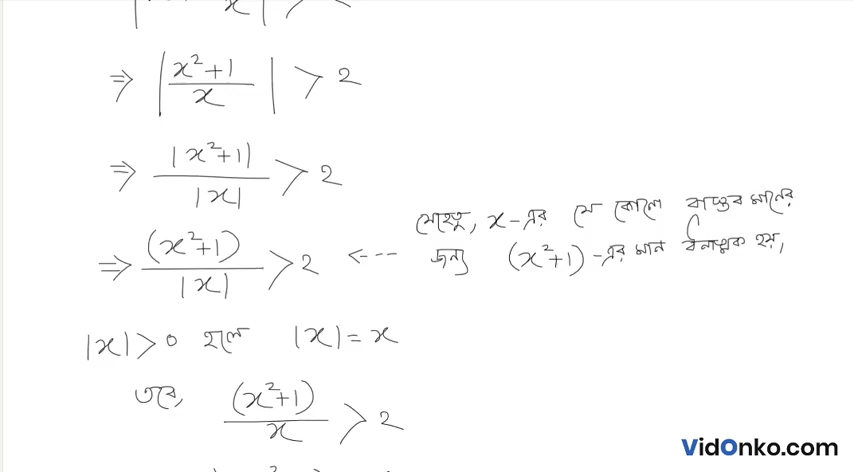 ⇒ |x²+1/x| > 2
⇒ |x²+1|/|x| > 2
⇒ (x²+1)/|x| > 2 <--- যেহেতু, x-এর যে কোনো বাস্তব মানের
জন্য (x²+1)-এর মান ধনাত্মক হয়,
|x| > 0 হলে |x| = x
তবে, (x²+1)/x > 2
VidOnko.com